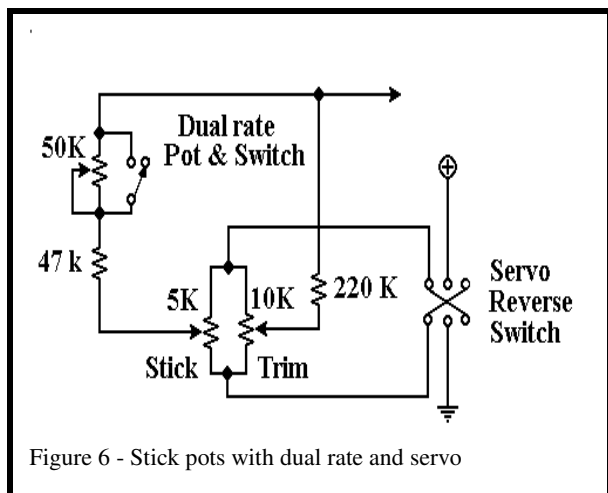 Dual rate
Pot & Switch
50K
47 k
5K
10K
220 K
Stick
Trim
Servo
Reverse
Switch
Figure 6 - Stick pots with dual rate and servo